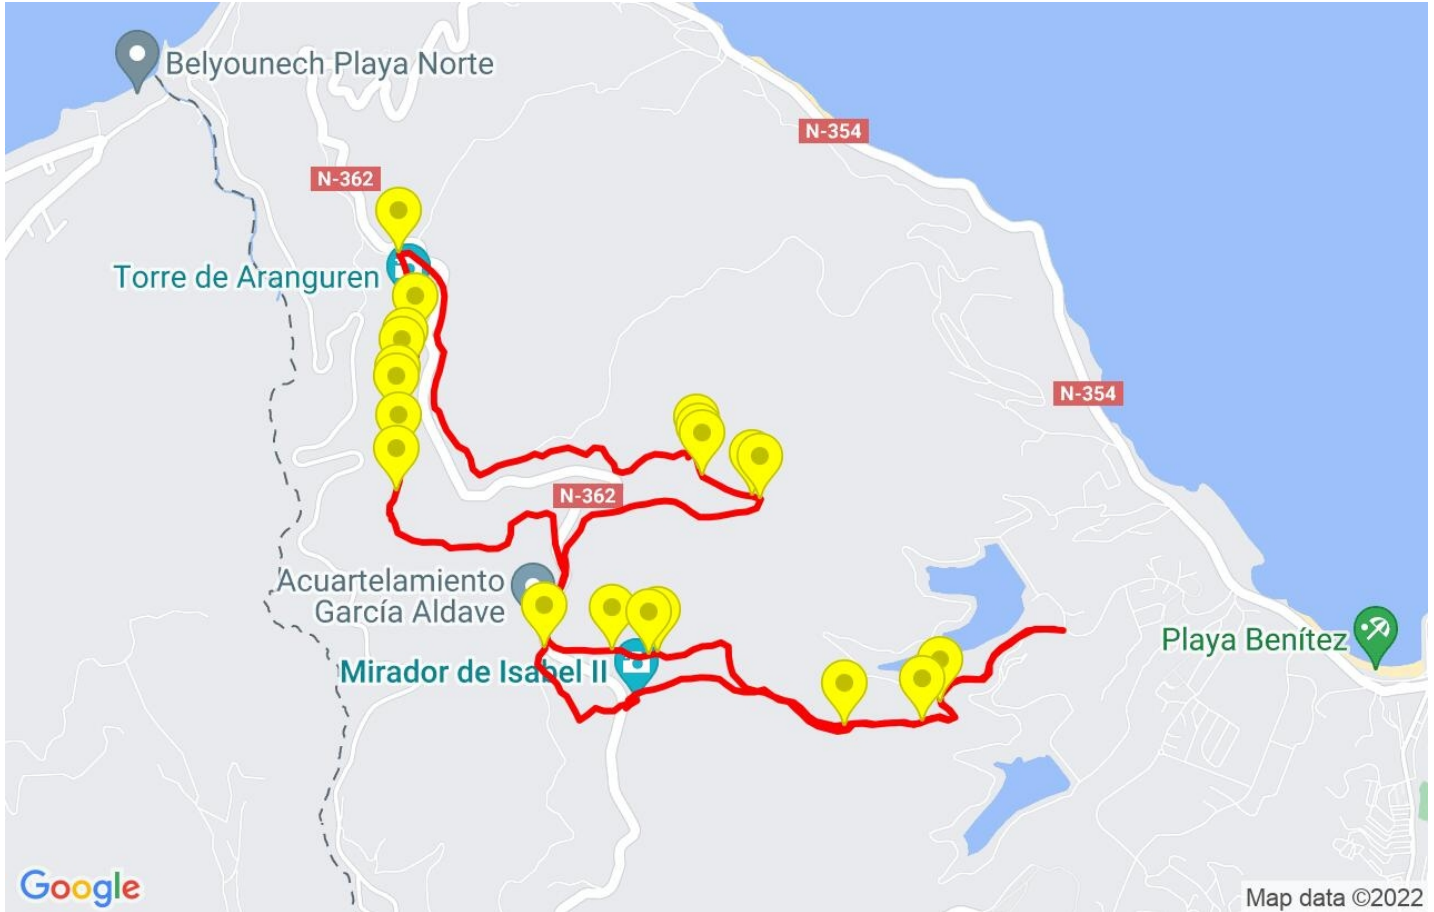 Belyounech Playa Norte
N-354
N-362
Torre de Aranguren
N-354
N-362
Acuartelamiento
García Aldave
Playa Benítez
Mirador de Isabel II
Google
Map data ©2022